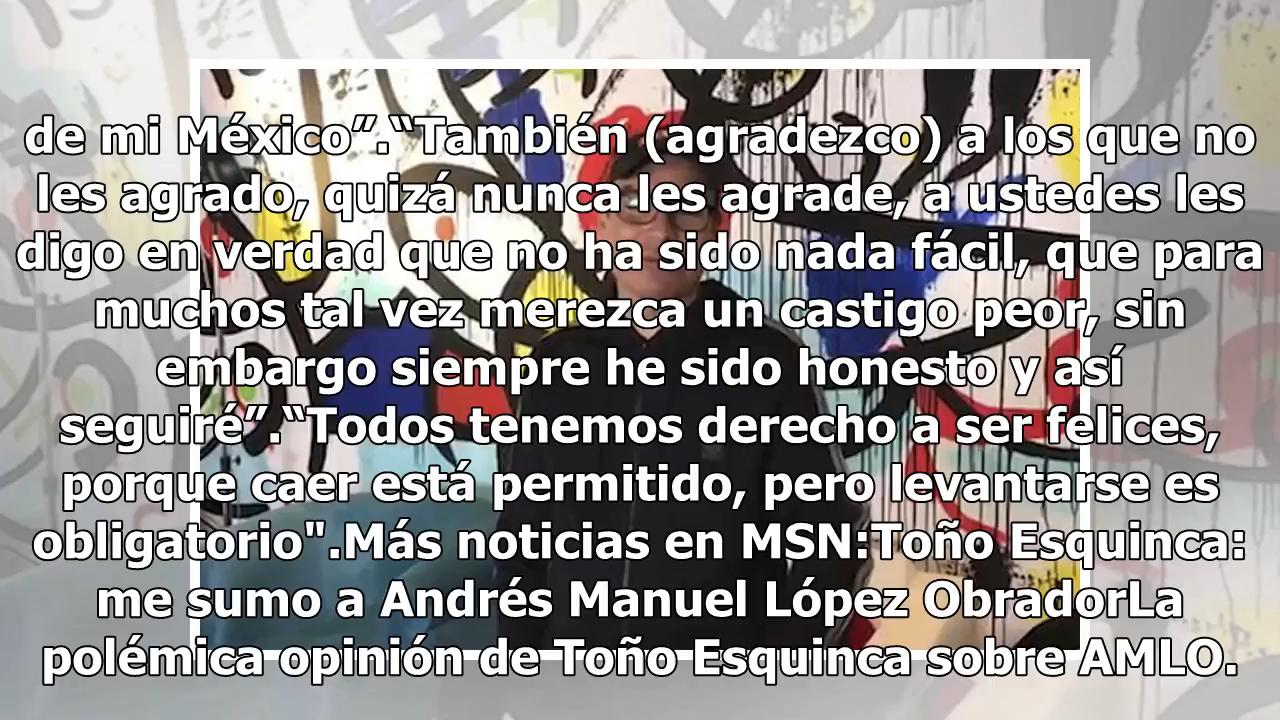 de mi México”.“También (agradezco) a los que no
les agrado, quizá nunca les agrade, a ustedes les
digo en verdad que no ha sido nada fácil, que para
muchos tal vez merezca un castigo peor, sin
embargo siempre he sido honesto y así
seguiré”.“Todos tenemos derecho a ser felices,
porque caer está permitido, pero levantarse es
obligatorio".Más noticias en MSN:Toño Esquinca:
me sumo a Andrés Manuel López ObradorLa
polémica opinión de Toño Esquinca sobre AMLO.